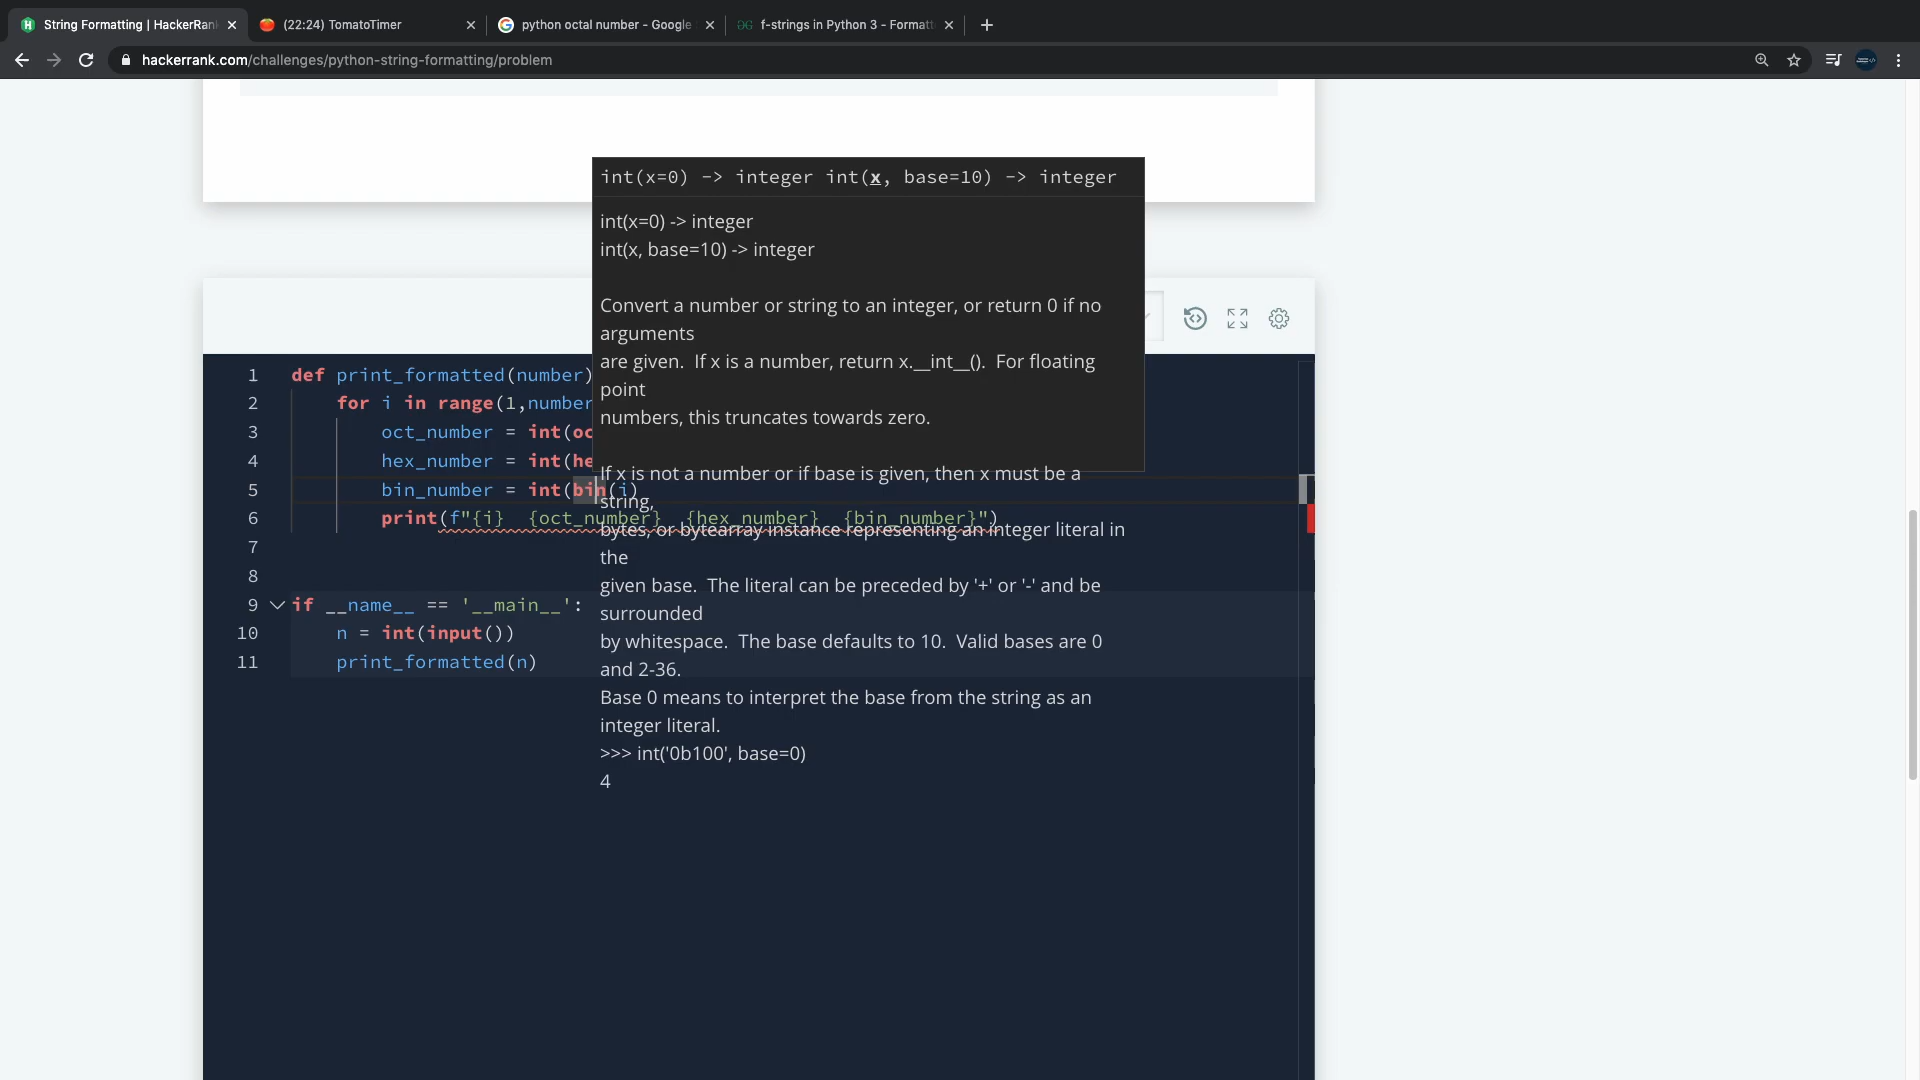 String Formatting | HackerRank
(22:24) TomatoTimer
python octal number - Google
f-strings in Python 3 - Formatt
hackerrank.com/challenges/python-string-formatting/problem
int(x=0) -> integer int(x, base=10) -> integer
int(x=0) -> integer
int(x, base=10) -> integer
Convert a number or string to an integer, or return 0 if no
arguments
are given.  If x is a number, return x.__int__().  For floating
point
numbers, this truncates towards zero.
If x is not a number or if base is given, then x must be a
string,
bytes, or bytearray instance representing an integer literal in
the
given base.  The literal can be preceded by '+' or '-' and be
surrounded
by whitespace.  The base defaults to 10.  Valid bases are 0
and 2-36.
Base 0 means to interpret the base from the string as an
integer literal.
>>> int('0b100', base=0)
4
1 def print_formatted(number)
2 for i in range(1,number
3 oct_number = int(oc
4 hex_number = int(he
5 bin_number = int(bin(i)
6 print(f"{i}  {oct_number}  {hex_number}  {bin_number}")
7
8
9 if __name__ == '__main__':
10 n = int(input())
11 print_formatted(n)